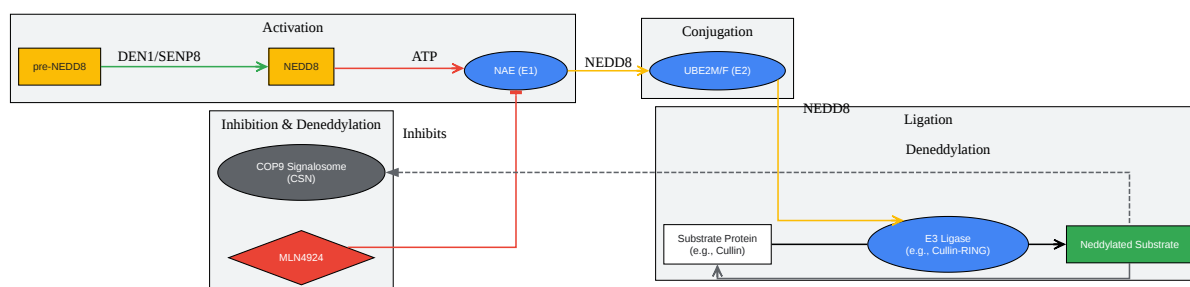 Activation
pre-NEDD8
DEN1/SENP8
NEDD8
ATP
NAE (E1)
NEDD8
Conjugation
UBE2M/F (E2)
NEDD8
Inhibition & Deneddylation
Inhibits
COP9 Signalosome
(CSN)
MLN4924
Ligation
Deneddylation
Substrate Protein
(e.g., Cullin)
E3 Ligase
(e.g., Cullin-RING)
Neddylated Substrate